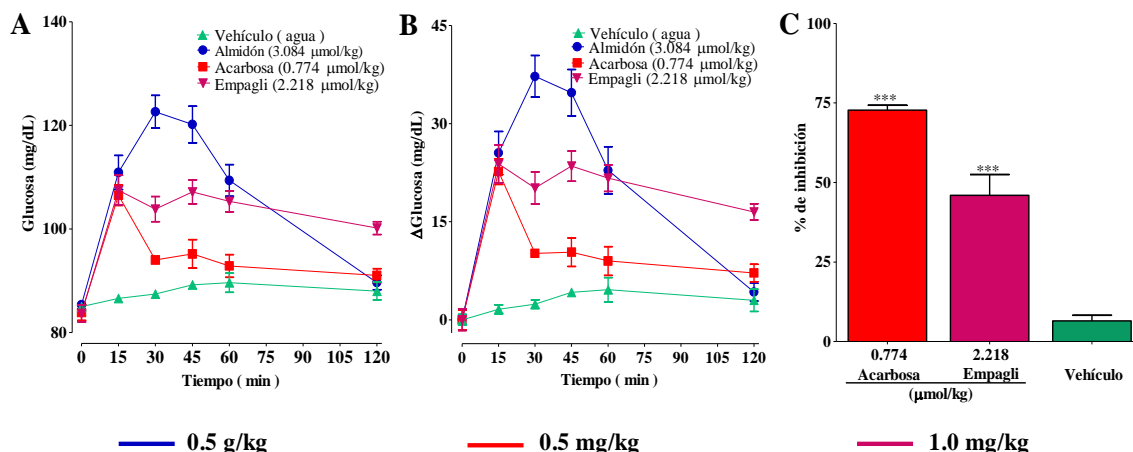 A
Glucosa (mg/dL)
140
120
100
80
Vehículo ( agua )
Almidón (3.084 μmol/kg)
Acarbosa (0.774 μmol/kg)
Empagli (2.218 μmol/kg)
0 15 30 45 60 75 90 105 120
Tiempo ( min )
B
ΔGlucosa (mg/dL)
45
30
15
0
Vehículo ( agua )
Almidón (3.084 μmol/kg)
Acarbosa (0.774 μmol/kg)
Empagli (2.218 μmol/kg)
0 15 30 45 60 75 90 105 120
Tiempo ( min )
C
% de inhibición
100
75
50
25
0
***
***
0.774 2.218
Acarbosa Empagli Vehículo
(μmol/kg)
0.5 g/kg 0.5 mg/kg 1.0 mg/kg